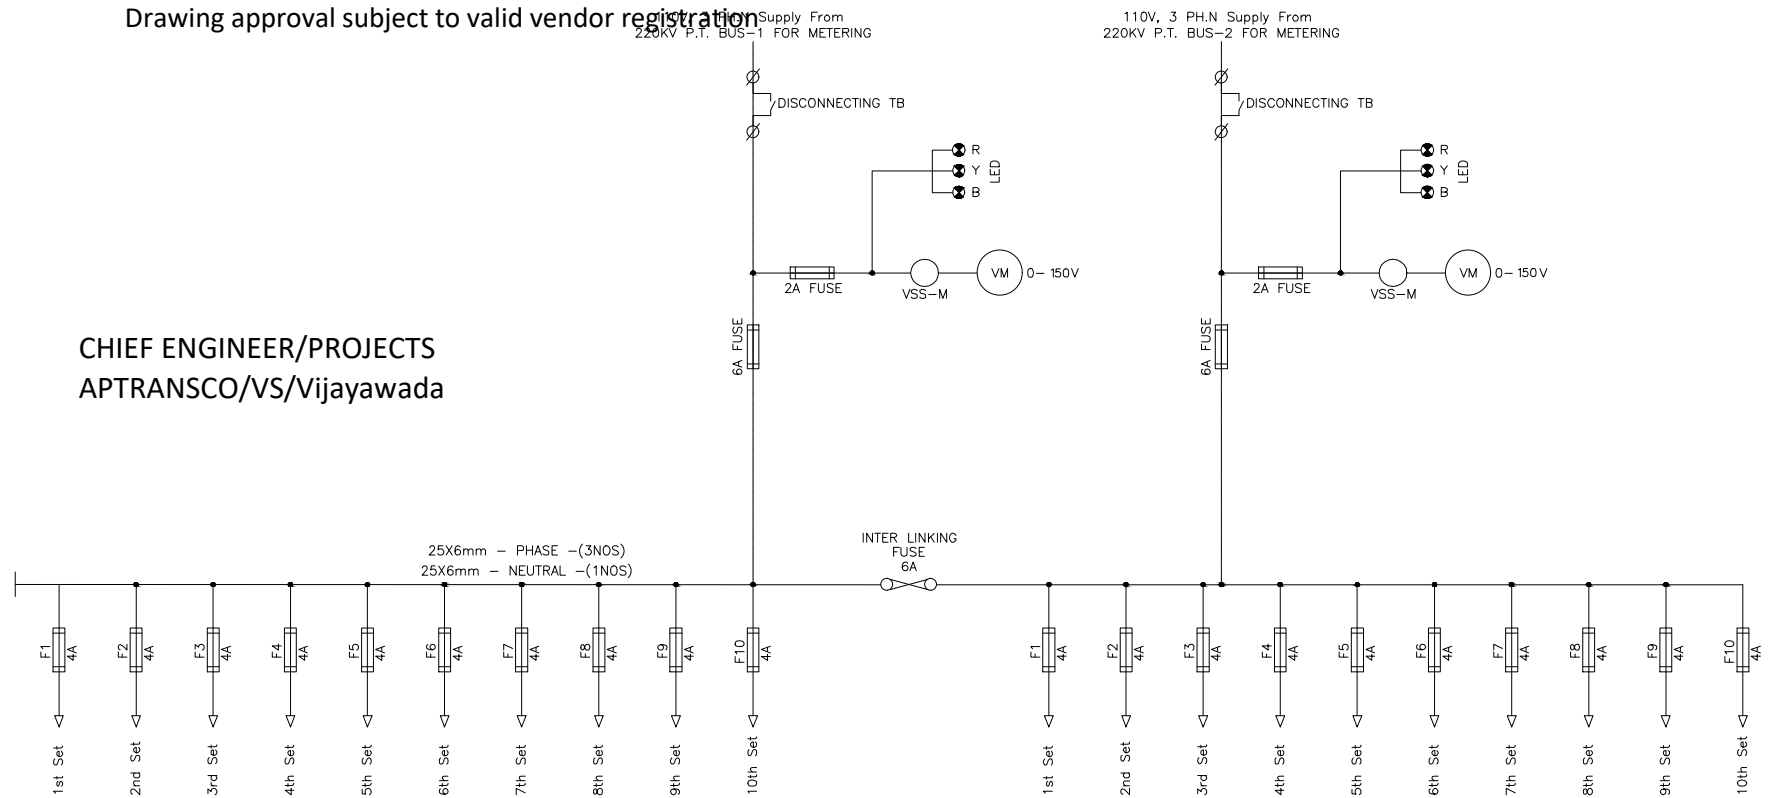 Drawing approval subject to valid vendor registration
110V, 3 PH.N Supply From
220KV P.T. BUS-1 FOR METERING
110V, 3 PH.N Supply From
220KV P.T. BUS-2 FOR METERING
DISCONNECTING TB
DISCONNECTING TB
R
Y
B
LED
R
Y
B
LED
2A FUSE
VSS-M
VM
0-150V
2A FUSE
VSS-M
VM
0-150V
6A FUSE
6A FUSE
CHIEF ENGINEER/PROJECTS
APTRANSCO/VS/Vijayawada
25X6mm - PHASE -(3NOS)
25X6mm - NEUTRAL -(1NOS)
INTER LINKING
FUSE
6A
F1
4A
F2
4A
F3
4A
F4
4A
F5
4A
F6
4A
F7
4A
F8
4A
F9
4A
F10
4A
F1
4A
F2
4A
F3
4A
F4
4A
F5
4A
F6
4A
F7
4A
F8
4A
F9
4A
F10
4A
1st Set
2nd Set
3rd Set
4th Set
5th Set
6th Set
7th Set
8th Set
9th Set
10th Set
1st Set
2nd Set
3rd Set
4th Set
5th Set
6th Set
7th Set
8th Set
9th Set
10th Set